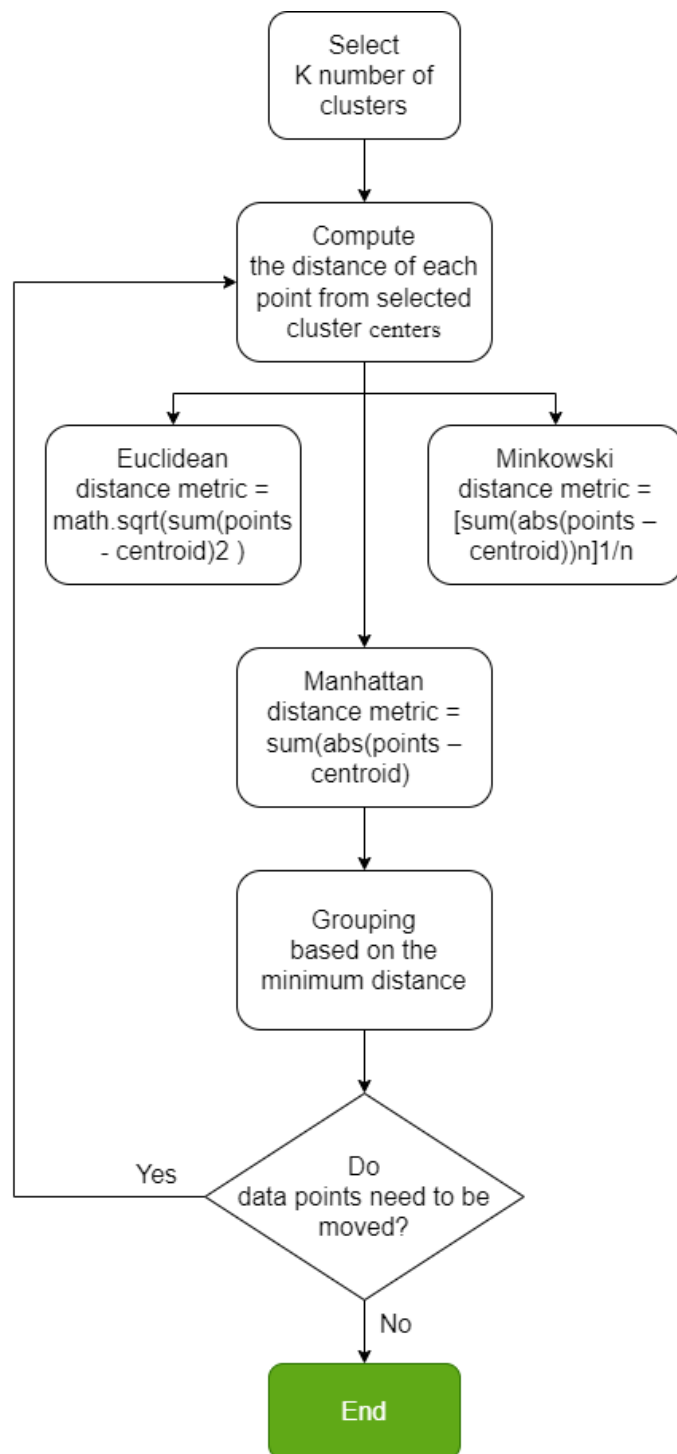 Select
K number of
clusters
Compute
the distance of each
point from selected
cluster centers
Euclidean
distance metric =
math.sqrt(sum(points
- centroid)2 )
Minkowski
distance metric =
[sum(abs(points –
centroid))n]1/n
Manhattan
distance metric =
sum(abs(points –
centroid)
Grouping
based on the
minimum distance
Yes
Do
data points need to be
moved?
No
End